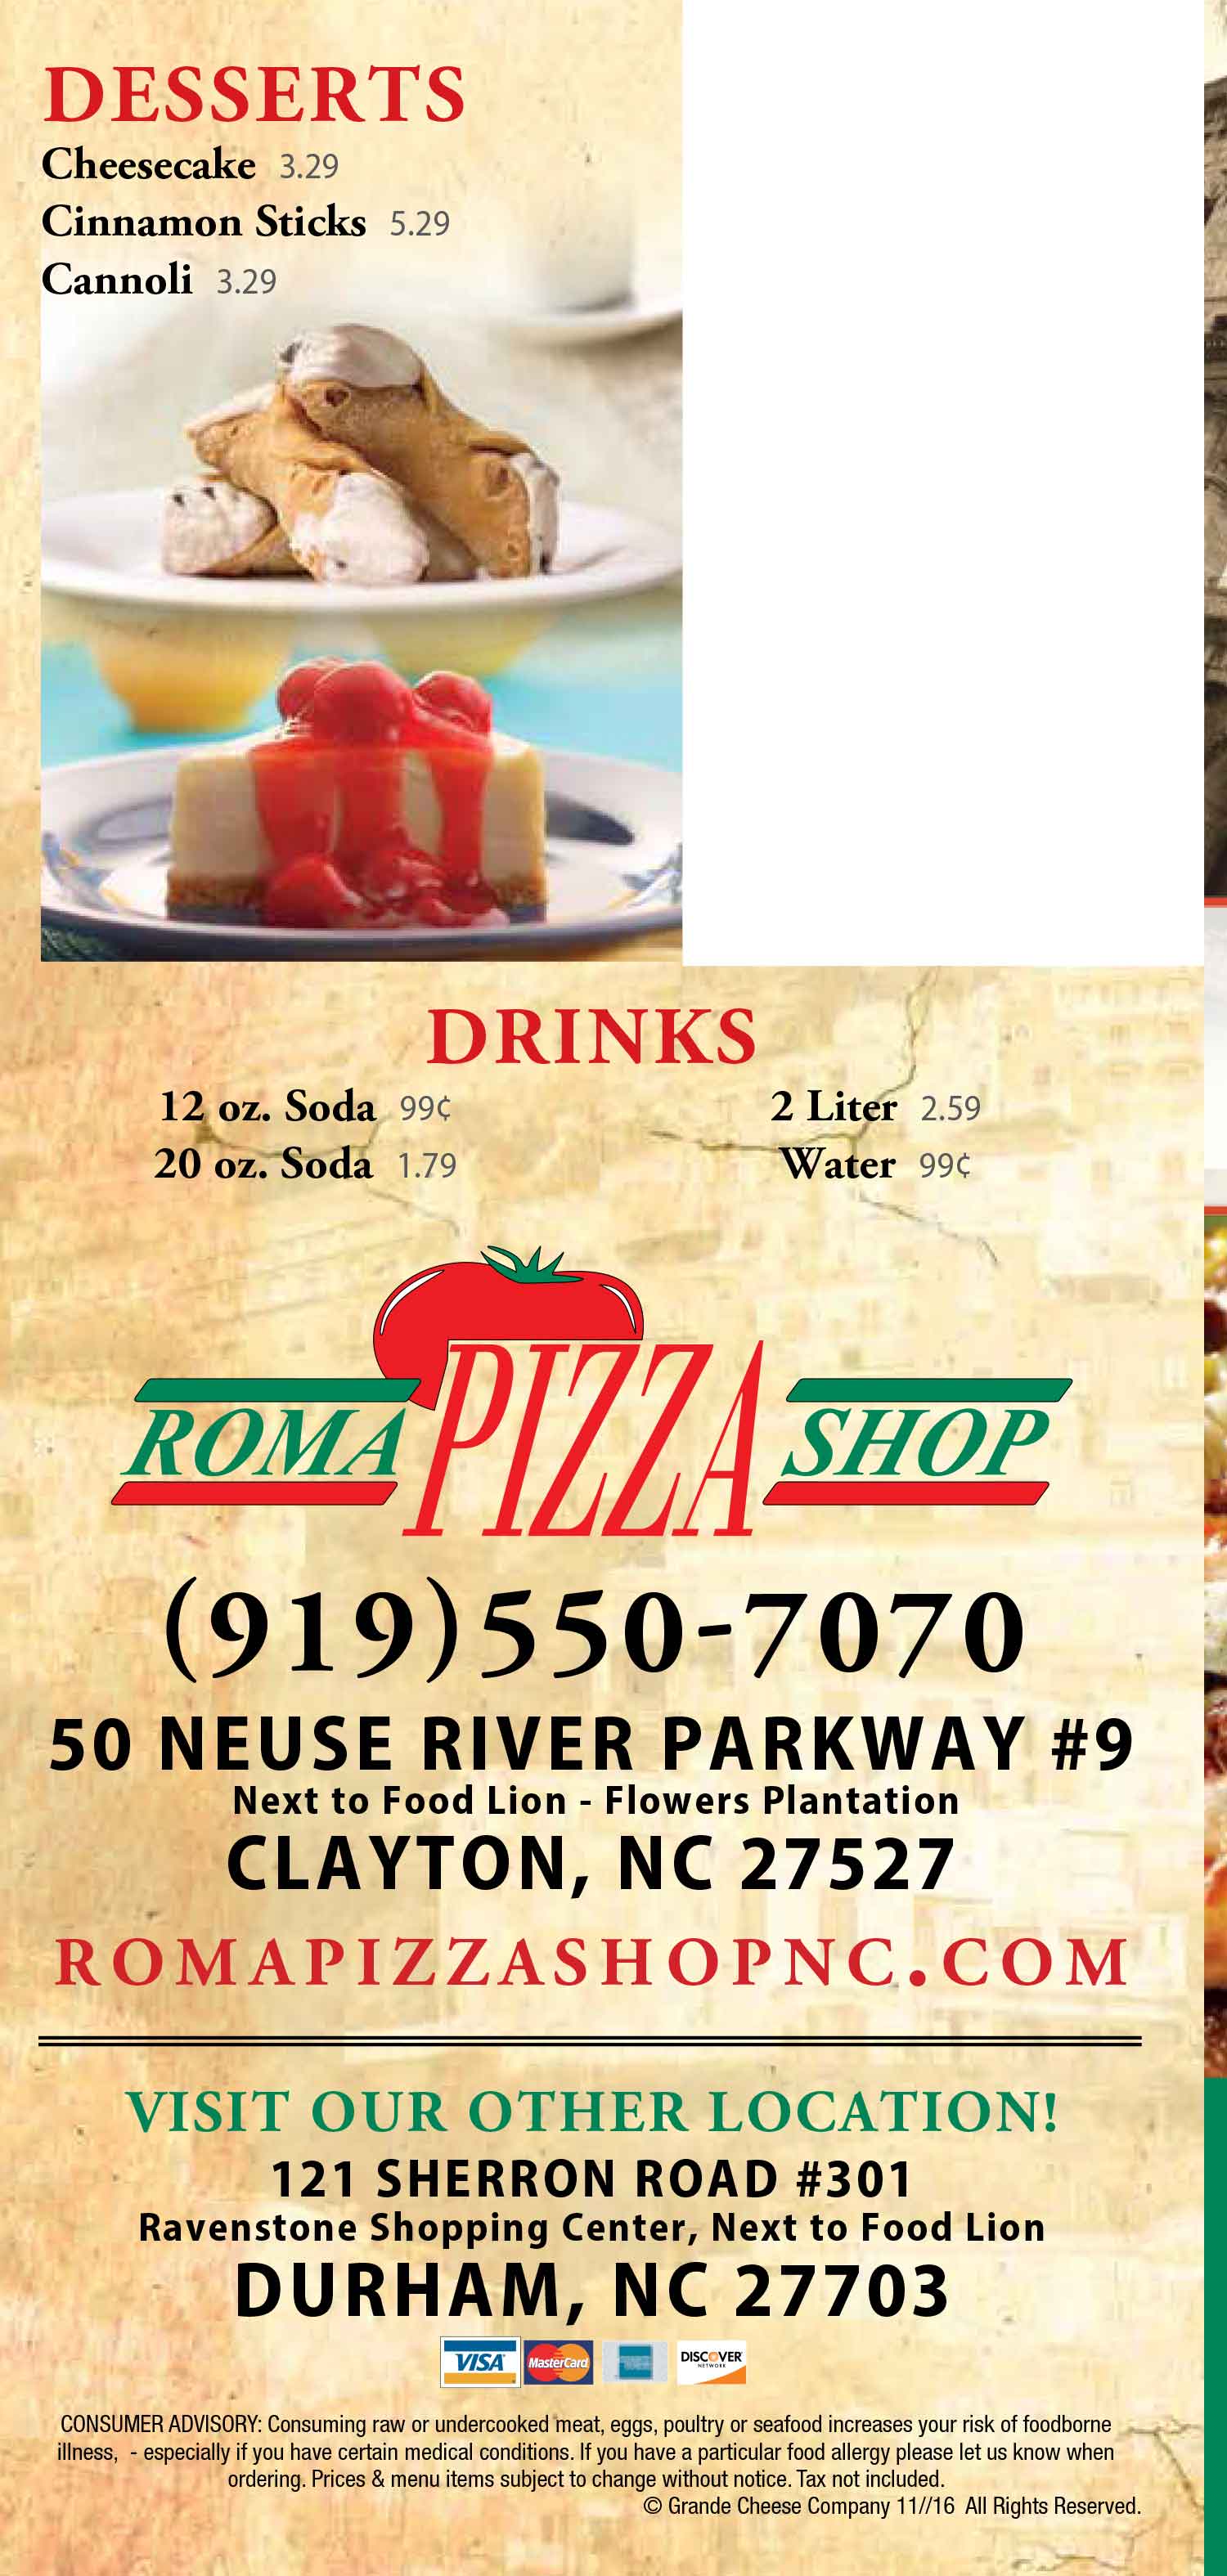 DESSERTS
Cheesecake 3.29
Cinnamon Sticks 5.29
Cannoli 3.29
DRINKS
12 oz. Soda 99¢
20 oz. Soda 1.79
2 Liter 2.59
Water 99¢
ROMA PIZZA SHOP
(919)550-7070
50 NEUSE RIVER PARKWAY #9
Next to Food Lion - Flowers Plantation
CLAYTON, NC 27527
ROMAPIZZASHOPNC.COM
VISIT OUR OTHER LOCATION!
121 SHERRON ROAD #301
Ravenstone Shopping Center, Next to Food Lion
DURHAM, NC 27703
VISA MasterCard DISCOVER
NETWORK
CONSUMER ADVISORY: Consuming raw or undercooked meat, eggs, poultry or seafood increases your risk of foodborne
illness,  - especially if you have certain medical conditions. If you have a particular food allergy please let us know when
ordering. Prices & menu items subject to change without notice. Tax not included.
© Grande Cheese Company 11//16  All Rights Reserved.